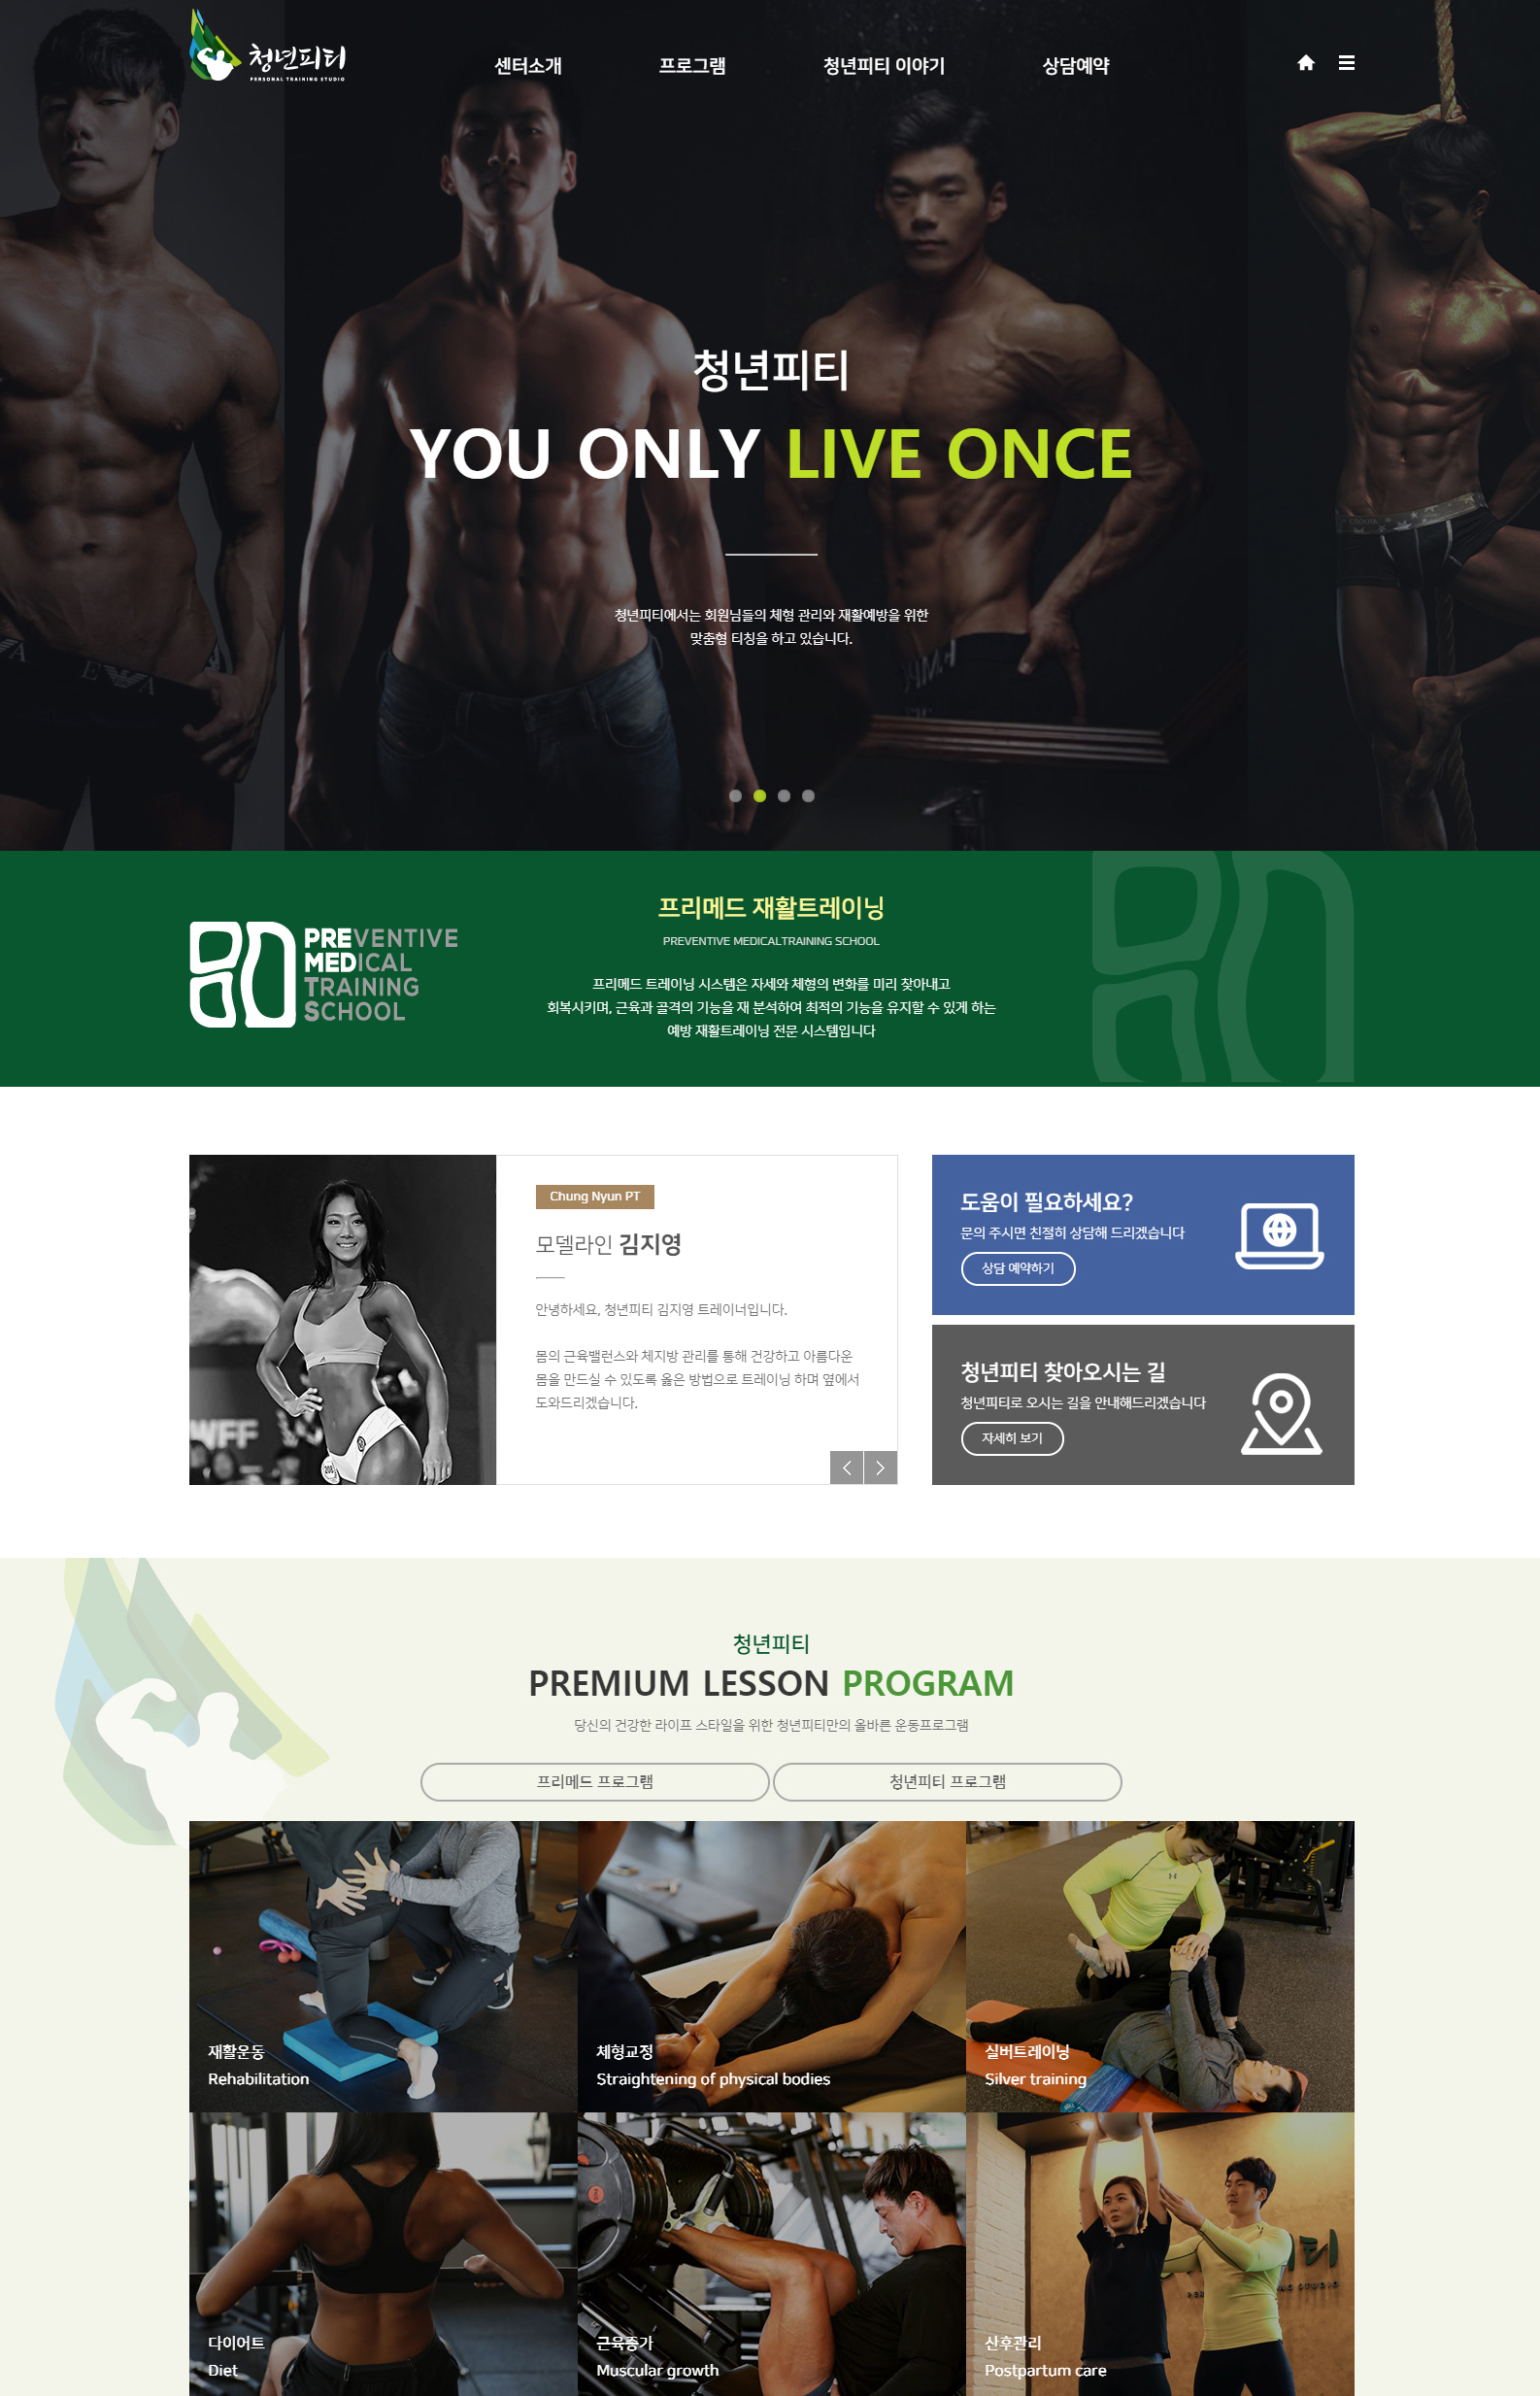 청년피티
PERSONAL TRAINING STUDIO
센터소개
프로그램
청년피티 이야기
상담예약
청년피티
YOU ONLY LIVE ONCE
청년피티에서는 회원님들의 체형 관리와 재활예방을 위한
맞춤형 티칭을 하고 있습니다.
PREVENTIVE
MEDICAL
TRAINING
SCHOOL
프리메드 재활트레이닝
PREVENTIVE MEDICALTRAINING SCHOOL
프리메드 트레이닝 시스템은 자세와 체형의 변화를 미리 찾아내고
회복시키며, 근육과 골격의 기능을 재 분석하여 최적의 기능을 유지할 수 있게 하는
예방 재활트레이닝 전문 시스템입니다
Chung Nyun PT
모델라인 김지영
안녕하세요, 청년피티 김지영 트레이너입니다.
몸의 근육밸런스와 체지방 관리를 통해 건강하고 아름다운
몸을 만드실 수 있도록 옳은 방법으로 트레이닝 하며 옆에서
도와드리겠습니다.
도움이 필요하세요?
문의 주시면 친절히 상담해 드리겠습니다
상담 예약하기
청년피티 찾아오시는 길
청년피티로 오시는 길을 안내해드리겠습니다
자세히 보기
청년피티
PREMIUM LESSON PROGRAM
당신의 건강한 라이프 스타일을 위한 청년피티만의 올바른 운동프로그램
프리메드 프로그램
청년피티 프로그램
재활운동
Rehabilitation
체형교정
Straightening of physical bodies
실버트레이닝
Silver training
다이어트
Diet
근육증가
Muscular growth
산후관리
Postpartum care